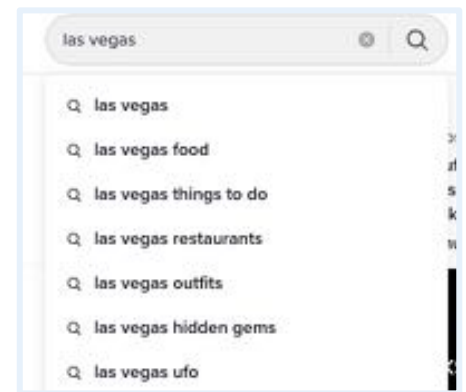 las vegas
las vegas
las vegas food
las vegas things to do
las vegas restaurants
las vegas outfits
las vegas hidden gems
las vegas ufo